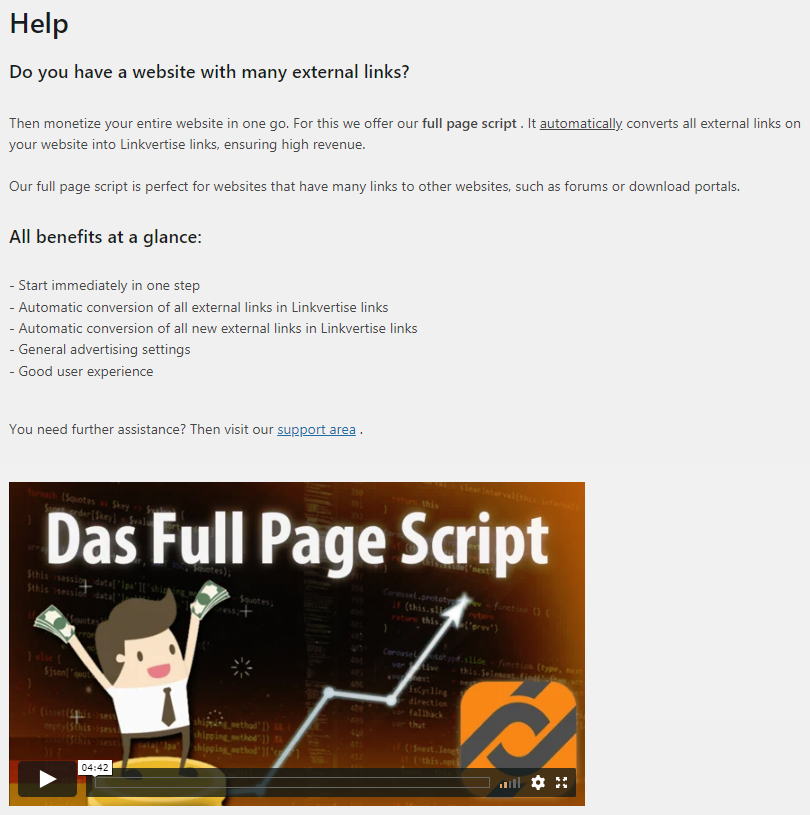 Help
Do you have a website with many external links?
Then monetize your entire website in one go. For this we offer our full page script . It automatically converts all external links on
your website into Linkvertise links, ensuring high revenue.
Our full page script is perfect for websites that have many links to other websites, such as forums or download portals.
All benefits at a glance:
- Start immediately in one step
- Automatic conversion of all external links in Linkvertise links
- Automatic conversion of all new external links in Linkvertise links
- General advertising settings
- Good user experience
You need further assistance? Then visit our support area .
Das Full Page Script
04:42